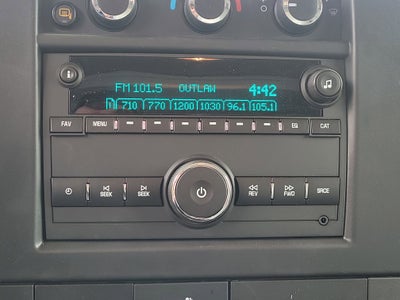 FM 101.5 OUTLAW 4:42
1 710 770 1200 1030 96.1 105.1
FAV MENU EQ CAT
SEEK SEEK REV FWD SRCE